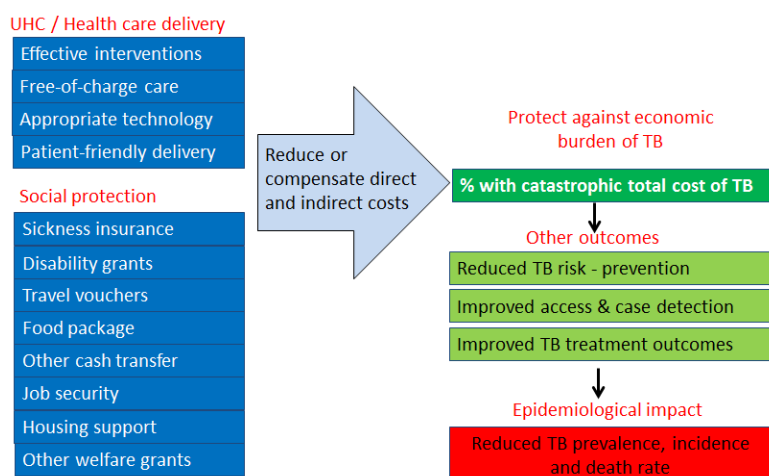 UHC / Health care delivery
Effective interventions
Free-of-charge care
Appropriate technology
Patient-friendly delivery
Social protection
Sickness insurance
Disability grants
Travel vouchers
Food package
Other cash transfer
Job security
Housing support
Other welfare grants
Reduce or
compensate direct
and indirect costs
Protect against economic
burden of TB
% with catastrophic total cost of TB
Other outcomes
Reduced TB risk - prevention
Improved access & case detection
Improved TB treatment outcomes
Epidemiological impact
Reduced TB prevalence, incidence
and death rate